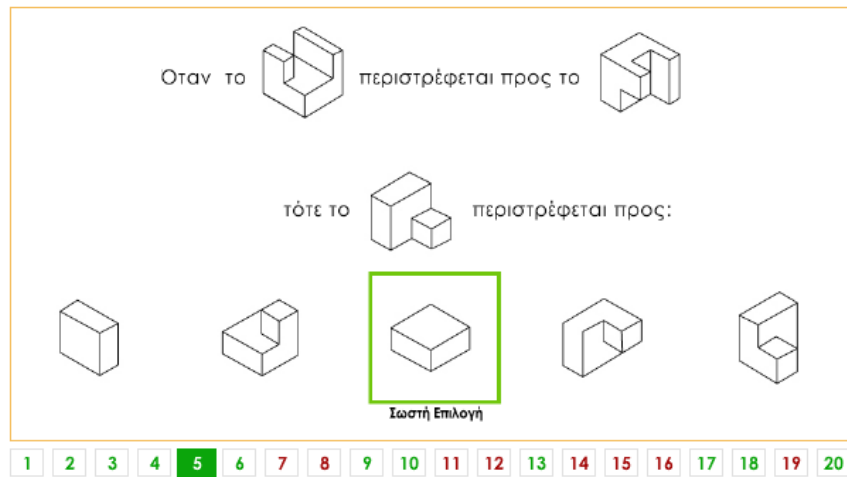 Όταν το περιστρέφεται προς το
τότε το περιστρέφεται προς:
Σωστή Επιλογή
1 2 3 4 5 6 7 8 9 10 11 12 13 14 15 16 17 18 19 20